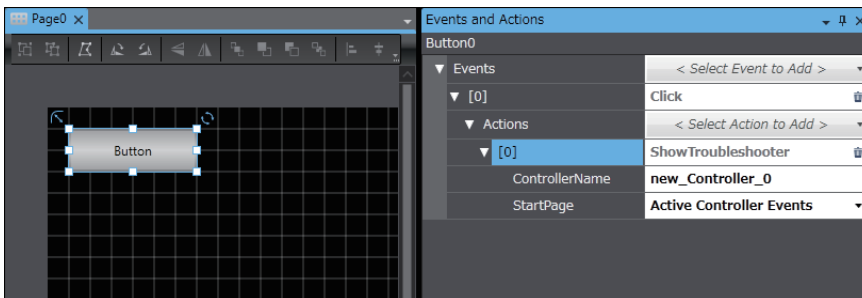 Page0
Button
Events and Actions
Button0
Events
< Select Event to Add >
[0]
Click
Actions
< Select Action to Add >
[0]
ShowTroubleshooter
ControllerName
new_Controller_0
StartPage
Active Controller Events